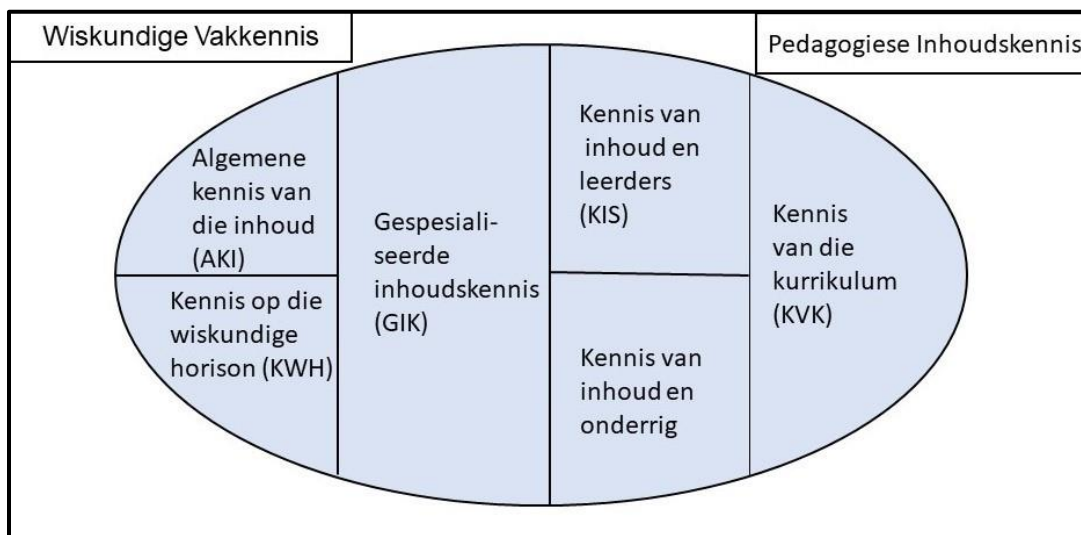 Wiskundige Vakkennis
Pedagogiese Inhoudskennis
Algemene
kennis van
die inhoud
(AKI)
Kennis op die
wiskundige
horison (KWH)
Gespesiali-
seerde
inhoudskennis
(GIK)
Kennis van
inhoud en
leerders
(KIS)
Kennis van
inhoud en
onderrig
Kennis
van die
kurrikulum
(KVK)